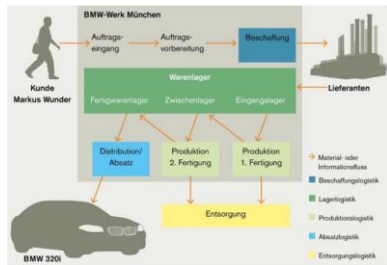 BMW-Werk München
Auftrags-
eingang
Auftrags-
vorbereitung
Beschaffung
Kunde
Markus Wunder
Lieferanten
Warenlager
Fertigwarenlager
Zwischenlager
Eingangslager
Distribution/
Absatz
Produktion
2. Fertigung
Produktion
1. Fertigung
Entsorgung
BMW 320i
Material- oder
Informationsfluss
Beschaffungslogistik
Lagerlogistik
Produktionslogistik
Absatzlogistik
Entsorgungslogistik